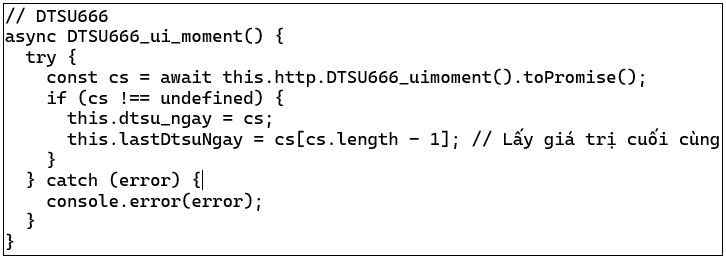 // DTSU666
async DTSU666_ui_moment() {
  try {
    const cs = await this.http.DTSU666_uimoment().toPromise();
    if (cs !== undefined) {
      this.dtsu_ngay = cs;
      this.lastDtsuNgay = cs[cs.length - 1]; // Lấy giá trị cuối cùng
    }
  } catch (error) {
    console.error(error);
  }
}